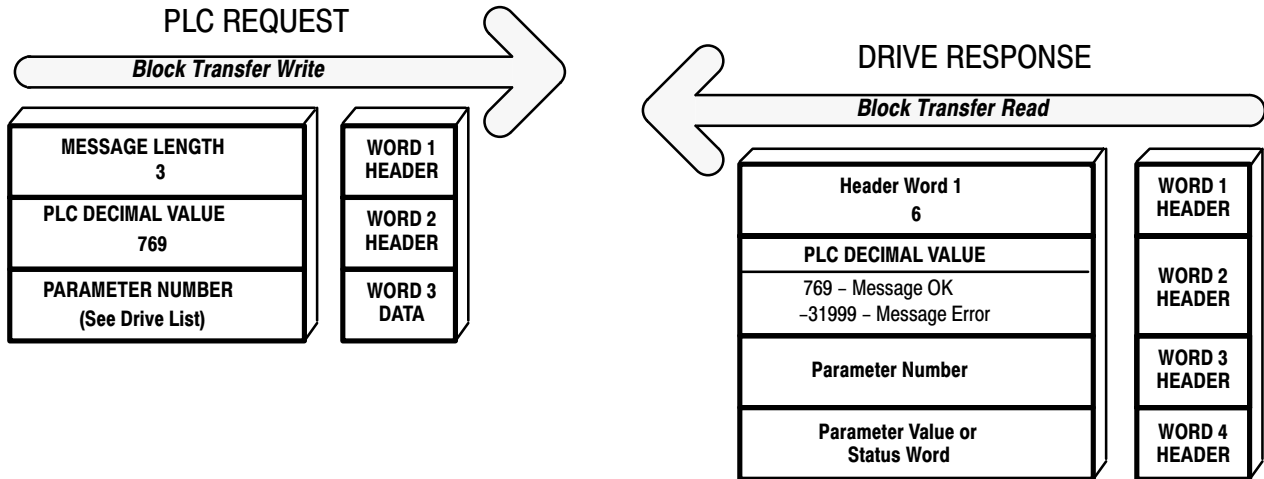 PLC REQUEST
Block Transfer Write
MESSAGE LENGTH
3
WORD 1
HEADER
PLC DECIMAL VALUE
769
WORD 2
HEADER
PARAMETER NUMBER
(See Drive List)
WORD 3
DATA
DRIVE RESPONSE
Block Transfer Read
Header Word 1
6
WORD 1
HEADER
PLC DECIMAL VALUE
769 – Message OK
–31999 – Message Error
WORD 2
HEADER
Parameter Number
WORD 3
HEADER
Parameter Value or
Status Word
WORD 4
HEADER